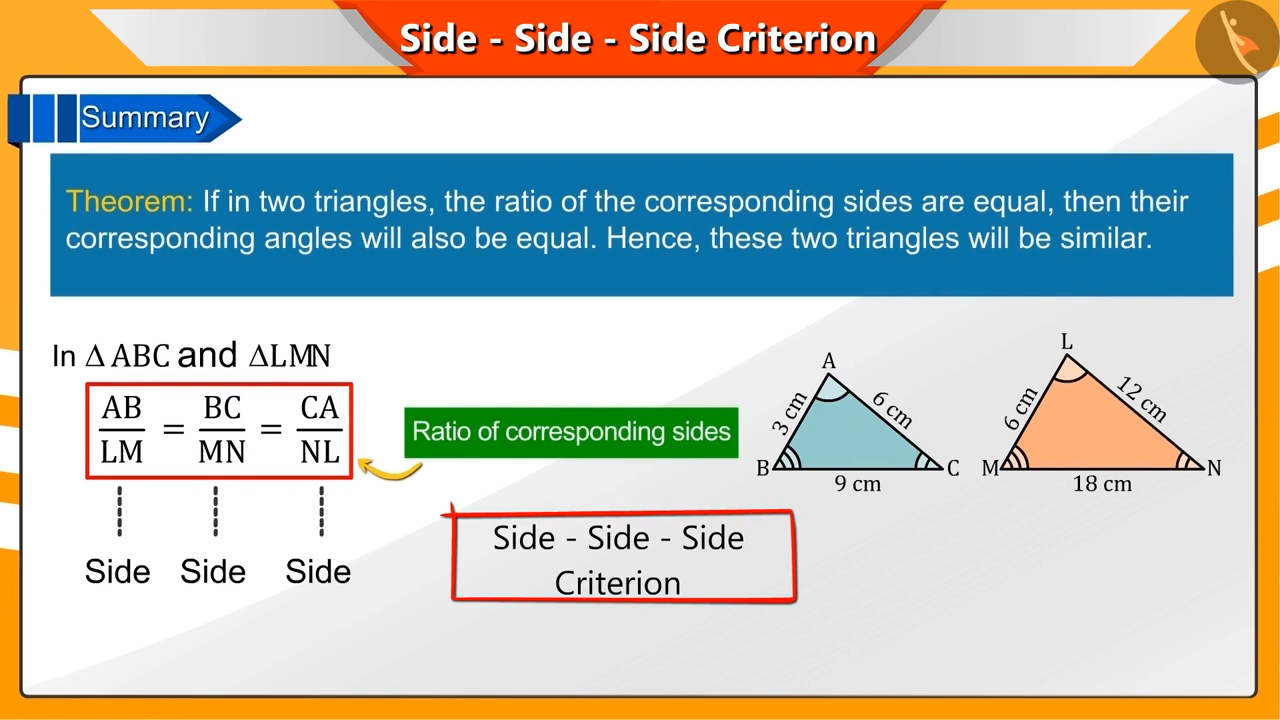 Side - Side - Side Criterion
Summary
Theorem: If in two triangles, the ratio of the corresponding sides are equal, then their
corresponding angles will also be equal. Hence, these two triangles will be similar.
In Δ ABC and ΔLMN
AB/LM = BC/MN = CA/NL
Side Side Side
Ratio of corresponding sides
Side - Side - Side
Criterion
A
3 cm
6 cm
B
C
9 cm
L
6 cm
12 cm
M
N
18 cm